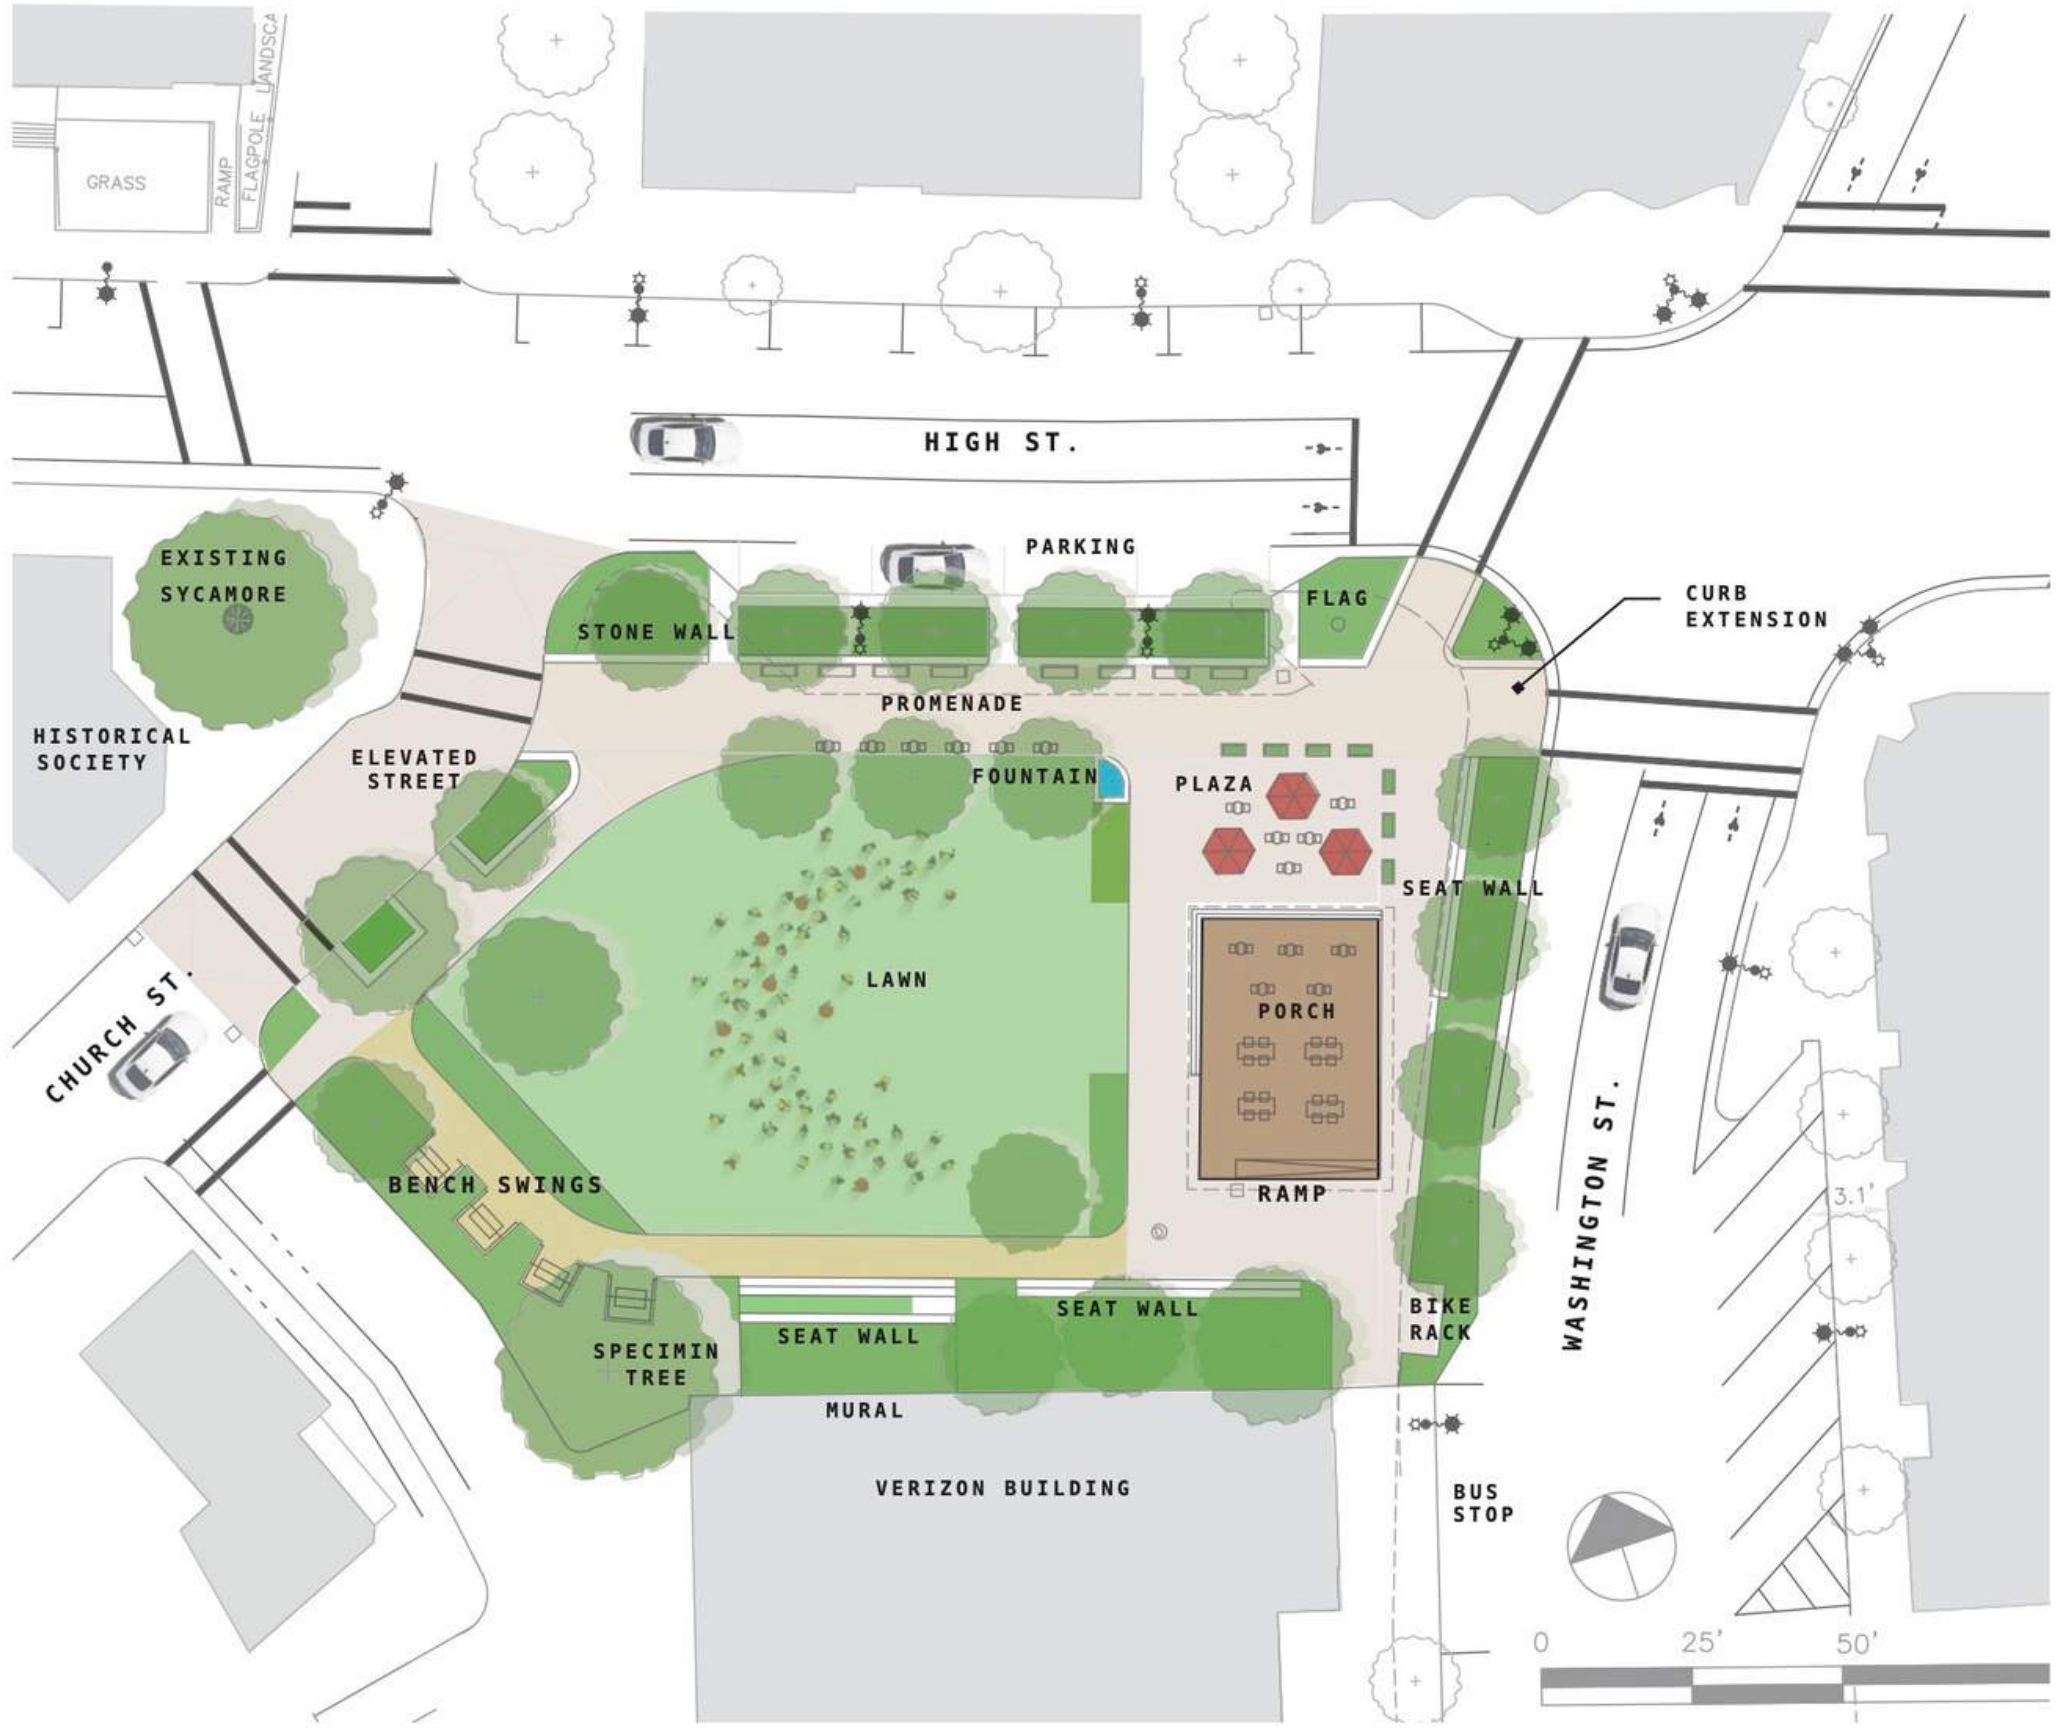 LANDSCA
FLAGPOLE
RAMP
GRASS
HIGH ST.
PARKING
EXISTING
SYCAMORE
STONE WALL
FLAG
CURB
EXTENSION
PROMENADE
HISTORICAL
SOCIETY
ELEVATED
STREET
FOUNTAIN
PLAZA
SEAT WALL
LAWN
PORCH
CHURCH ST.
BENCH SWINGS
RAMP
3.1'
WASHINGTON ST.
SEAT WALL
BIKE
RACK
SEAT WALL
SPECIMIN
TREE
MURAL
VERIZON BUILDING
BUS
STOP
0 25' 50'